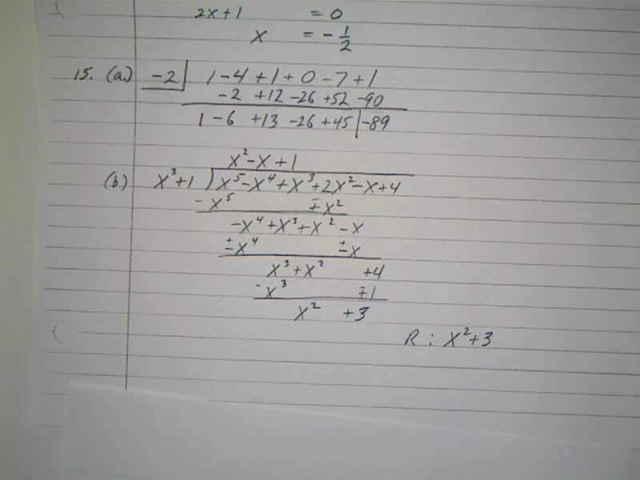 2x+1 = 0
x = -1/2
15. (a.) -2 | 1 -4 +1 +0 -7 +1
-2 +12 -26 +52 -90
1 -6 +13 -26 +45 | -89
x² - x + 1
(b.) x³+1 ) x⁵ - x⁴ + x³ + 2x² - x + 4
- x⁵ ∓ x²
-x⁴ + x³ + x² - x
±x⁴ ± x
x³ + x² +4
- x³ ∓1
x² +3
R : x² + 3